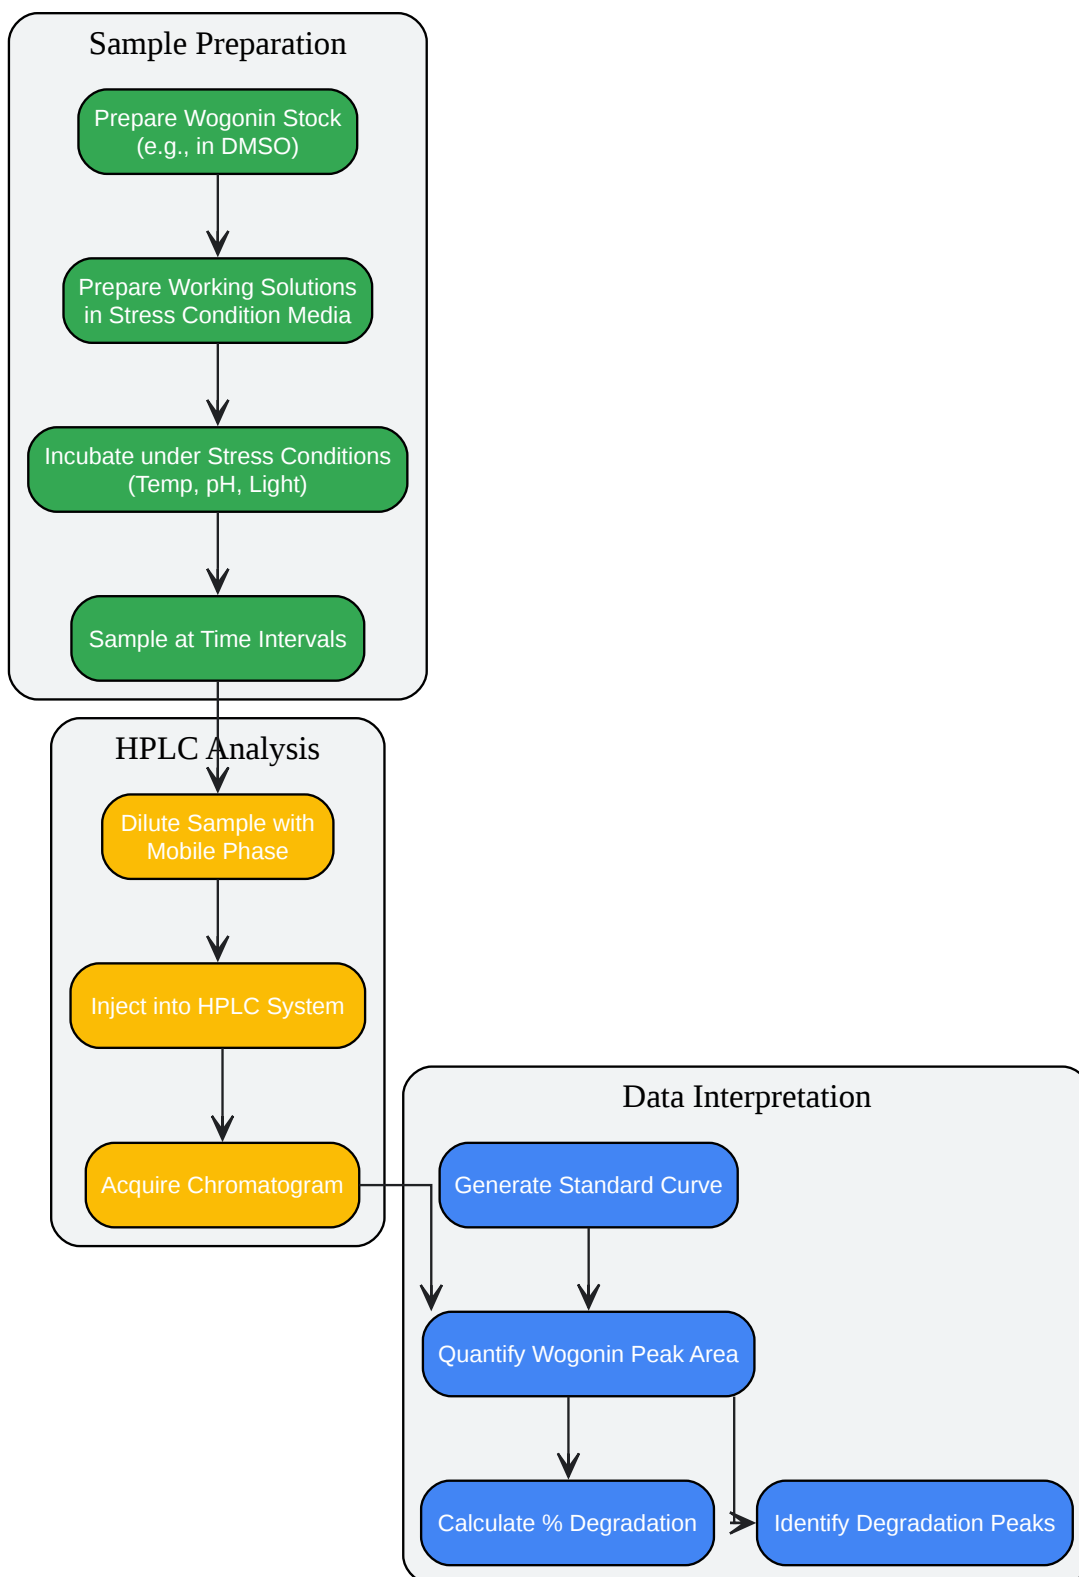 Sample Preparation
Prepare Wogonin Stock
(e.g., in DMSO)
Prepare Working Solutions
in Stress Condition Media
Incubate under Stress Conditions
(Temp, pH, Light)
Sample at Time Intervals
HPLC Analysis
Dilute Sample with
Mobile Phase
Inject into HPLC System
Acquire Chromatogram
Data Interpretation
Generate Standard Curve
Quantify Wogonin Peak Area
Calculate % Degradation
Identify Degradation Peaks